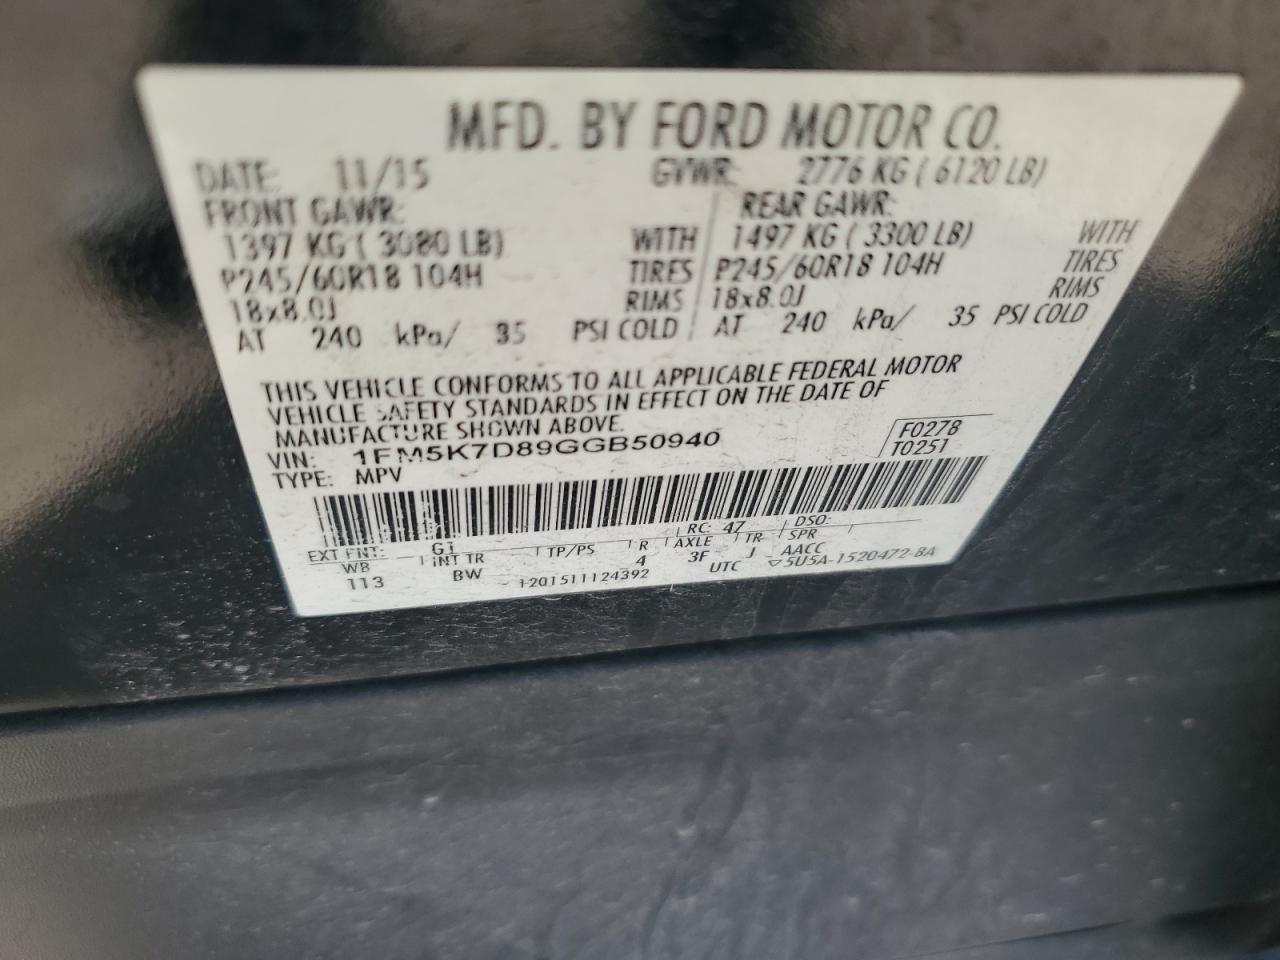 MFD. BY FORD MOTOR CO.
DATE: 11/15 GVWR: 2776 KG ( 6120 LB)
FRONT GAWR: REAR GAWR:
1397 KG ( 3080 LB) WITH 1497 KG ( 3300 LB) WITH
P245/60R18 104H TIRES P245/60R18 104H TIRES
18x8.0J RIMS 18x8.0J RIMS
AT 240 kPa/ 35 PSI COLD AT 240 kPa/ 35 PSI COLD
THIS VEHICLE CONFORMS TO ALL APPLICABLE FEDERAL MOTOR
VEHICLE SAFETY STANDARDS IN EFFECT ON THE DATE OF
MANUFACTURE SHOWN ABOVE.
VIN: 1FM5K7D89GGB50940 F0278
TYPE: MPV T0251
EXT PNT: G1 RC: 47 DSO:
WB INT TR TP/PS R AXLE TR SPR
113 BW 4 3F J AACC
1201511124392 UTC ▽5U5A-1520472-BA